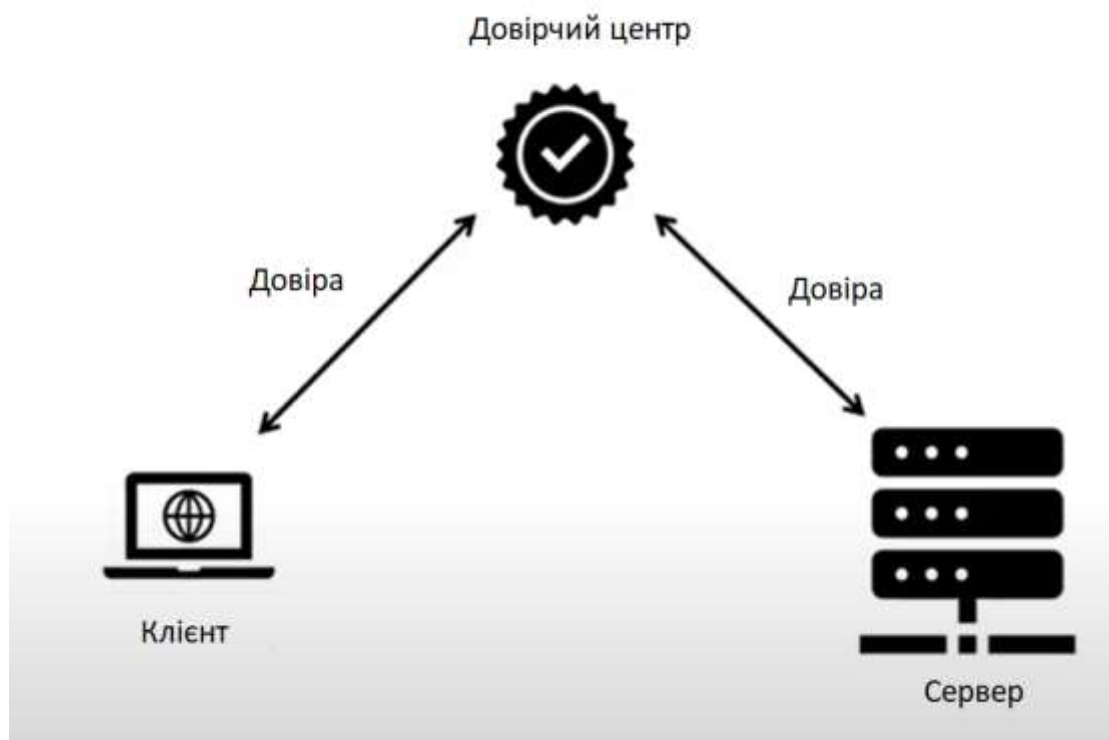 Довірчий центр
Довіра
Довіра
Клієнт
Сервер